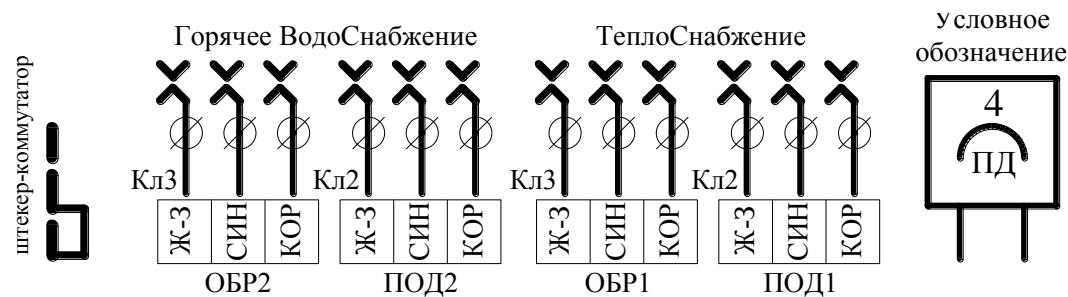 штекер-коммутатор
Горячее ВодоСнабжение
ТеплоСнабжение
Условное
обозначение
4
ПД
Кл3
Кл2
Кл3
Кл2
Ж-З СИН КОР
Ж-З СИН КОР
Ж-З СИН КОР
Ж-З СИН КОР
ОБР2
ПОД2
ОБР1
ПОД1